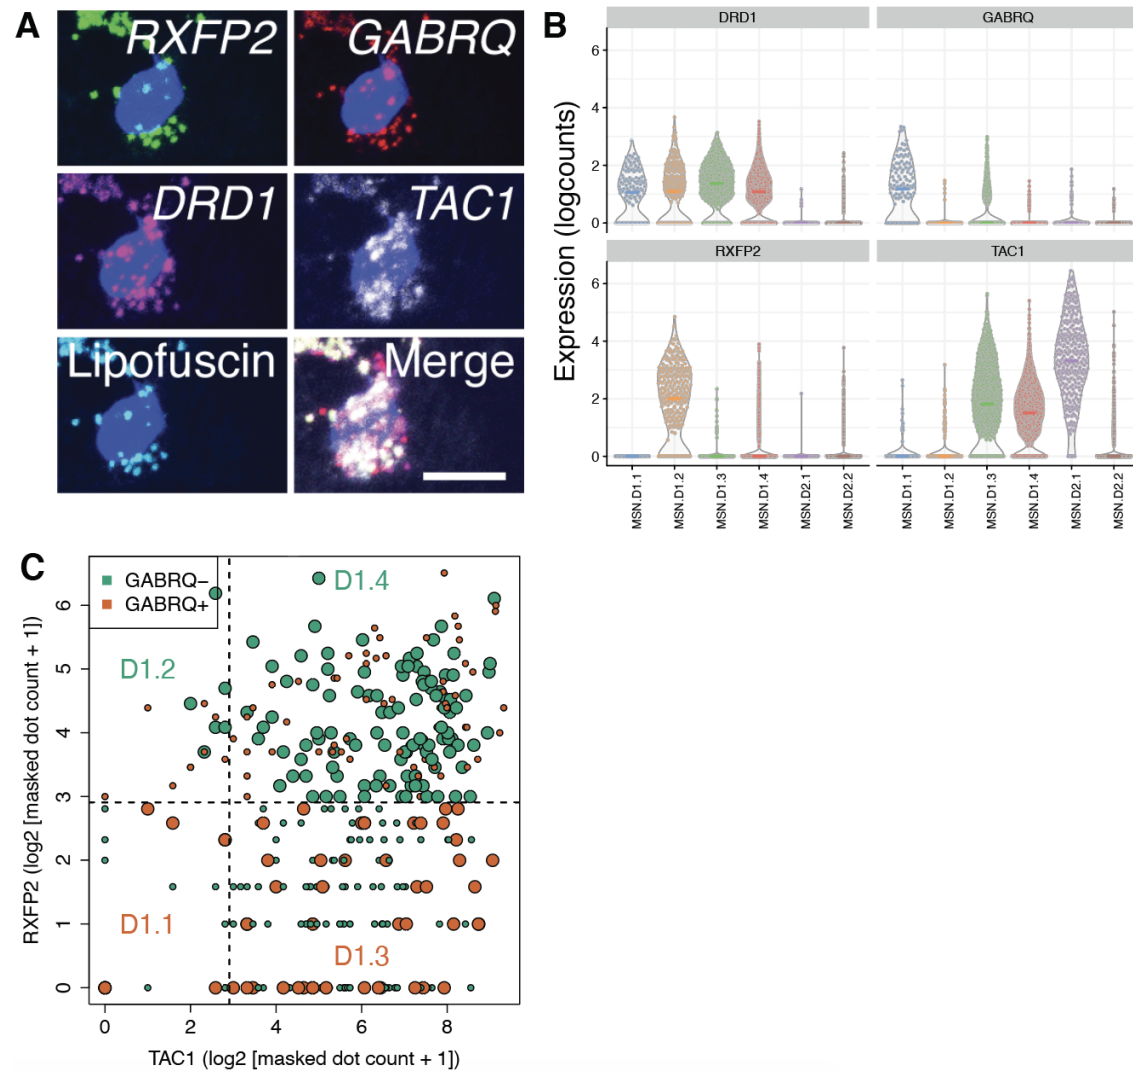 A
RXFP2
GABRQ
DRD1
TAC1
Lipofuscin
Merge
B
DRD1
GABRQ
6
4
2
0
RXFP2
TAC1
6
4
2
0
Expression (logcounts)
MSN.D1.1
MSN.D1.2
MSN.D1.3
MSN.D1.4
MSN.D2.1
MSN.D2.2
MSN.D1.1
MSN.D1.2
MSN.D1.3
MSN.D1.4
MSN.D2.1
MSN.D2.2
C
GABRQ−
GABRQ+
D1.4
D1.2
D1.1
D1.3
6
5
4
3
2
1
0
RXFP2 (log2 [masked dot count + 1])
0 2 4 6 8
TAC1 (log2 [masked dot count + 1])